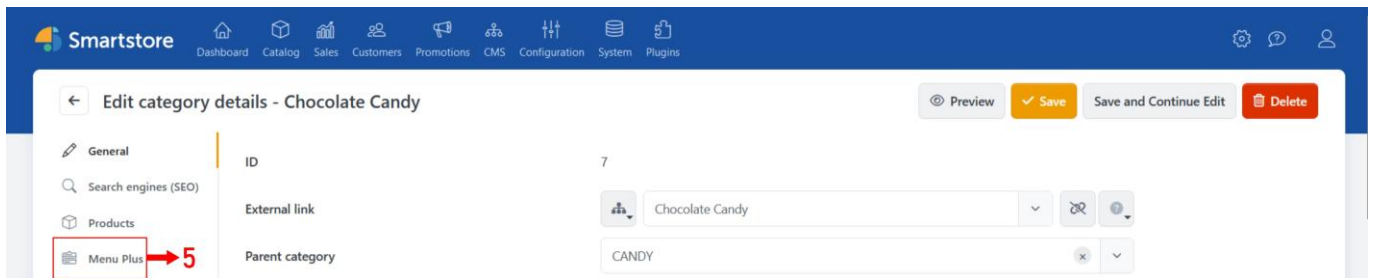 Smartstore
Dashboard Catalog Sales Customers Promotions CMS Configuration System Plugins
Edit category details - Chocolate Candy
Preview Save Save and Continue Edit Delete
General
ID 7
Search engines (SEO)
External link Chocolate Candy
Products
Menu Plus 5
Parent category CANDY